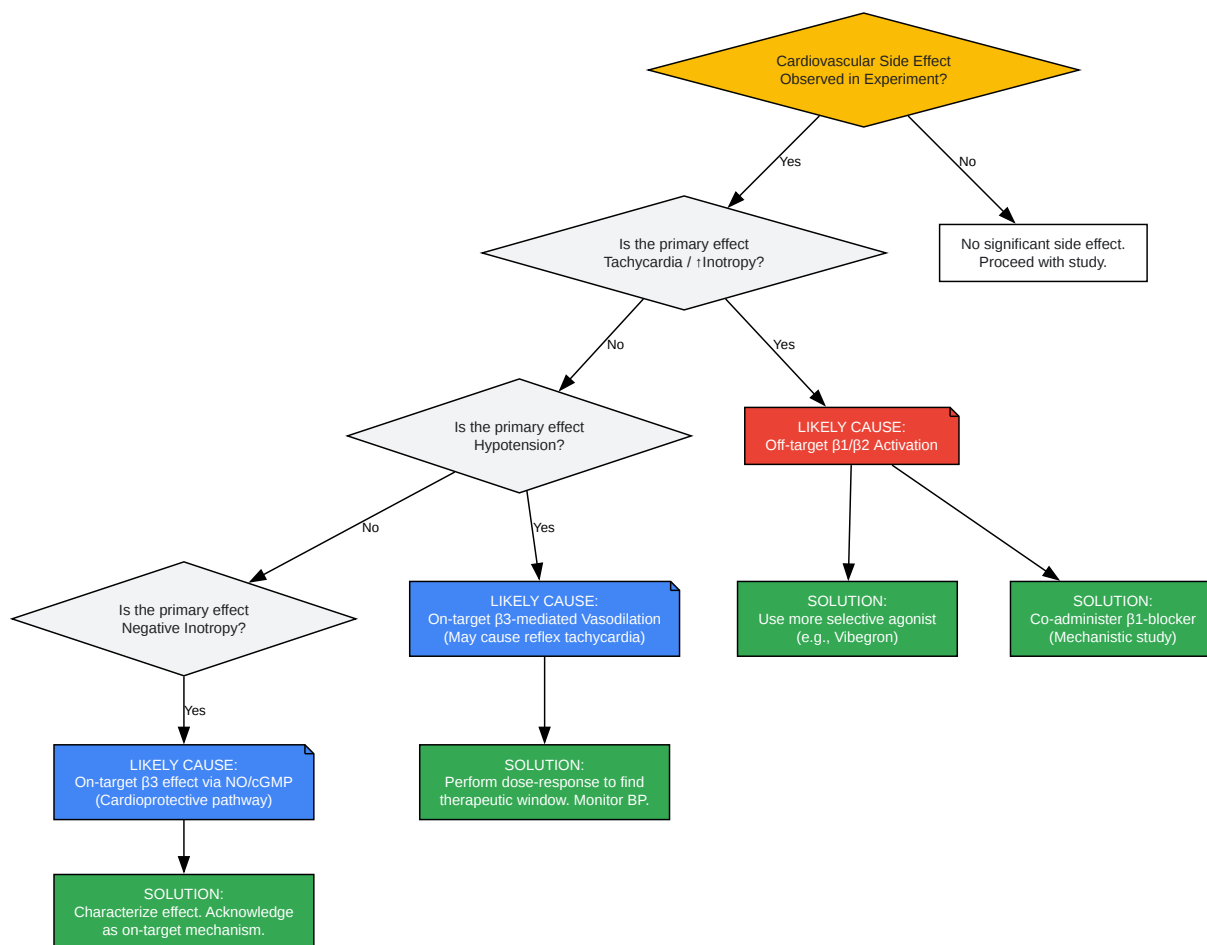 Cardiovascular Side Effect
Observed in Experiment?
Yes
No
Is the primary effect
Tachycardia / ↑Inotropy?
No significant side effect.
Proceed with study.
No
Yes
Is the primary effect
Hypotension?
LIKELY CAUSE:
Off-target β1/β2 Activation
No
Yes
Is the primary effect
Negative Inotropy?
LIKELY CAUSE:
On-target β3-mediated Vasodilation
(May cause reflex tachycardia)
SOLUTION:
Use more selective agonist
(e.g., Vibegron)
SOLUTION:
Co-administer β1-blocker
(Mechanistic study)
Yes
LIKELY CAUSE:
On-target β3 effect via NO/cGMP
(Cardioprotective pathway)
SOLUTION:
Perform dose-response to find
therapeutic window. Monitor BP.
SOLUTION:
Characterize effect. Acknowledge
as on-target mechanism.